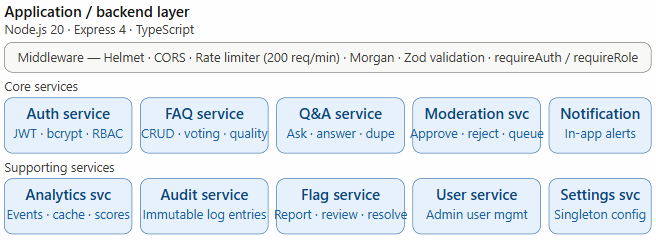 Application / backend layer
Node.js 20 · Express 4 · TypeScript
Middleware — Helmet · CORS · Rate limiter (200 req/min) · Morgan · Zod validation · requireAuth / requireRole
Core services
Auth service
JWT · bcrypt · RBAC
FAQ service
CRUD · voting · quality
Q&A service
Ask · answer · dupe
Moderation svc
Approve · reject · queue
Notification
In-app alerts
Supporting services
Analytics svc
Events · cache · scores
Audit service
Immutable log entries
Flag service
Report · review · resolve
User service
Admin user mgmt
Settings svc
Singleton config